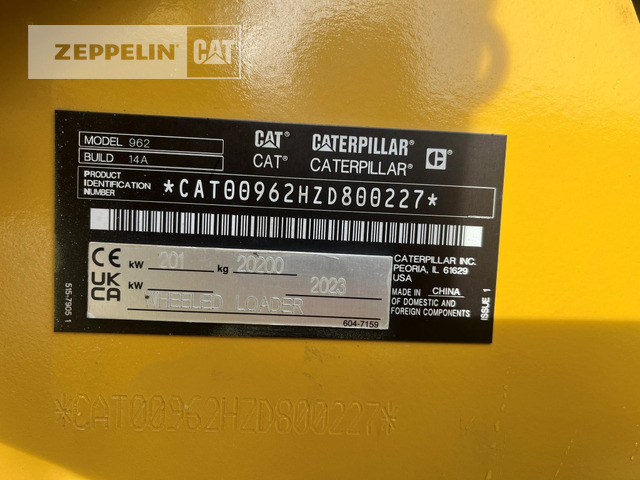 ZEPPELIN CAT
MODEL 962
BUILD 14A
CAT® CATERPILLAR®
CAT® CATERPILLAR® C
PRODUCT IDENTIFICATION NUMBER *CAT00962HZD800227*
CE kW 201 kg 20200
UKCA kW 2023
WHEELED LOADER
604-7159
CATERPILLAR INC.
PEORIA, IL 61629
USA
MADE IN CHINA
OF DOMESTIC AND
FOREIGN COMPONENTS
ISSUE 1
515-7905 1
*CAT00962HZD800227*